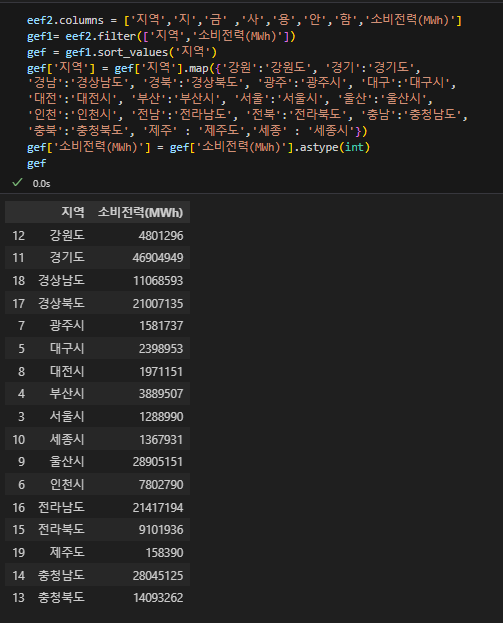 eef2.columns = ['지역','지','금' ,'사','용','안','함','소비전력(MWh)']
gef1= eef2.filter(['지역','소비전력(MWh)'])
gef = gef1.sort_values('지역')
gef['지역'] = gef['지역'].map({'강원':'강원도', '경기':'경기도',
'경남':'경상남도', '경북':'경상북도', '광주':'광주시', '대구':'대구시',
'대전':'대전시', '부산':'부산시', '서울':'서울시', '울산':'울산시',
'인천':'인천시', '전남':'전라남도', '전북':'전라북도', '충남':'충청남도',
'충북':'충청북도', '제주' : '제주도','세종' : '세종시'})
gef['소비전력(MWh)'] = gef['소비전력(MWh)'].astype(int)
gef
0.0s
지역 소비전력(MWh)
12 강원도 4801296
11 경기도 46904949
18 경상남도 11068593
17 경상북도 21007135
7 광주시 1581737
5 대구시 2398953
8 대전시 1971151
4 부산시 3889507
3 서울시 1288990
10 세종시 1367931
9 울산시 28905151
6 인천시 7802790
16 전라남도 21417194
15 전라북도 9101936
19 제주도 158390
14 충청남도 28045125
13 충청북도 14093262